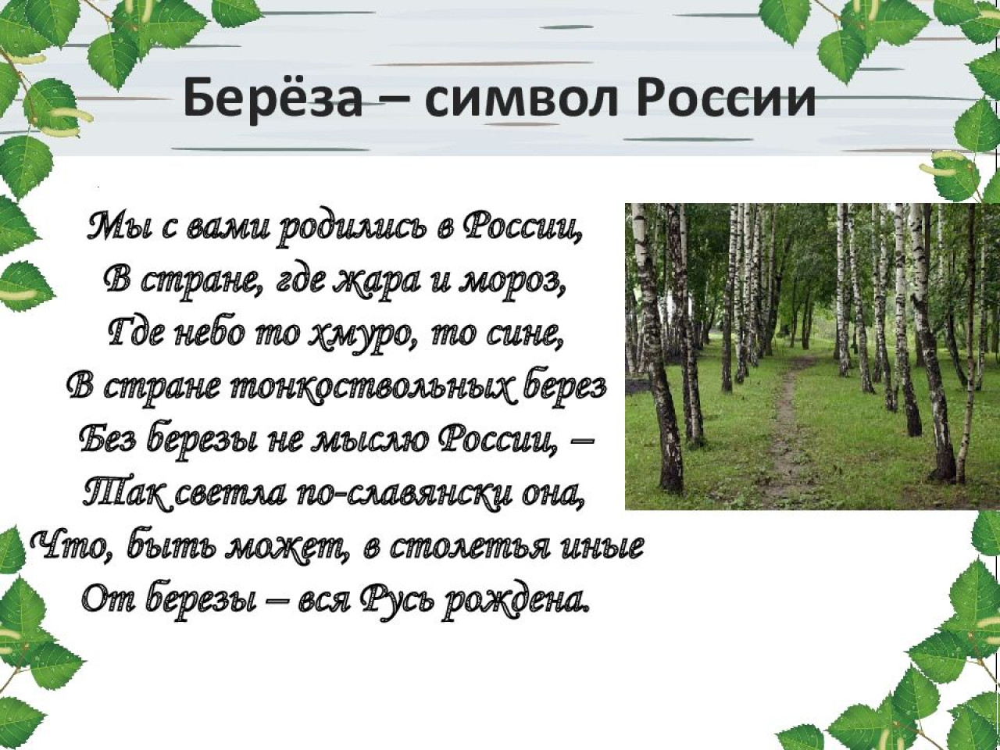 Берёза – символ России
Мы с вами родились в России,
В стране, где жара и мороз,
Где небо то хмуро, то сине,
В стране тонкоствольных берез
Без березы не мыслю России, –
Так светла по-славянски она,
Что, быть может, в столетья иные
От березы – вся Русь рождена.